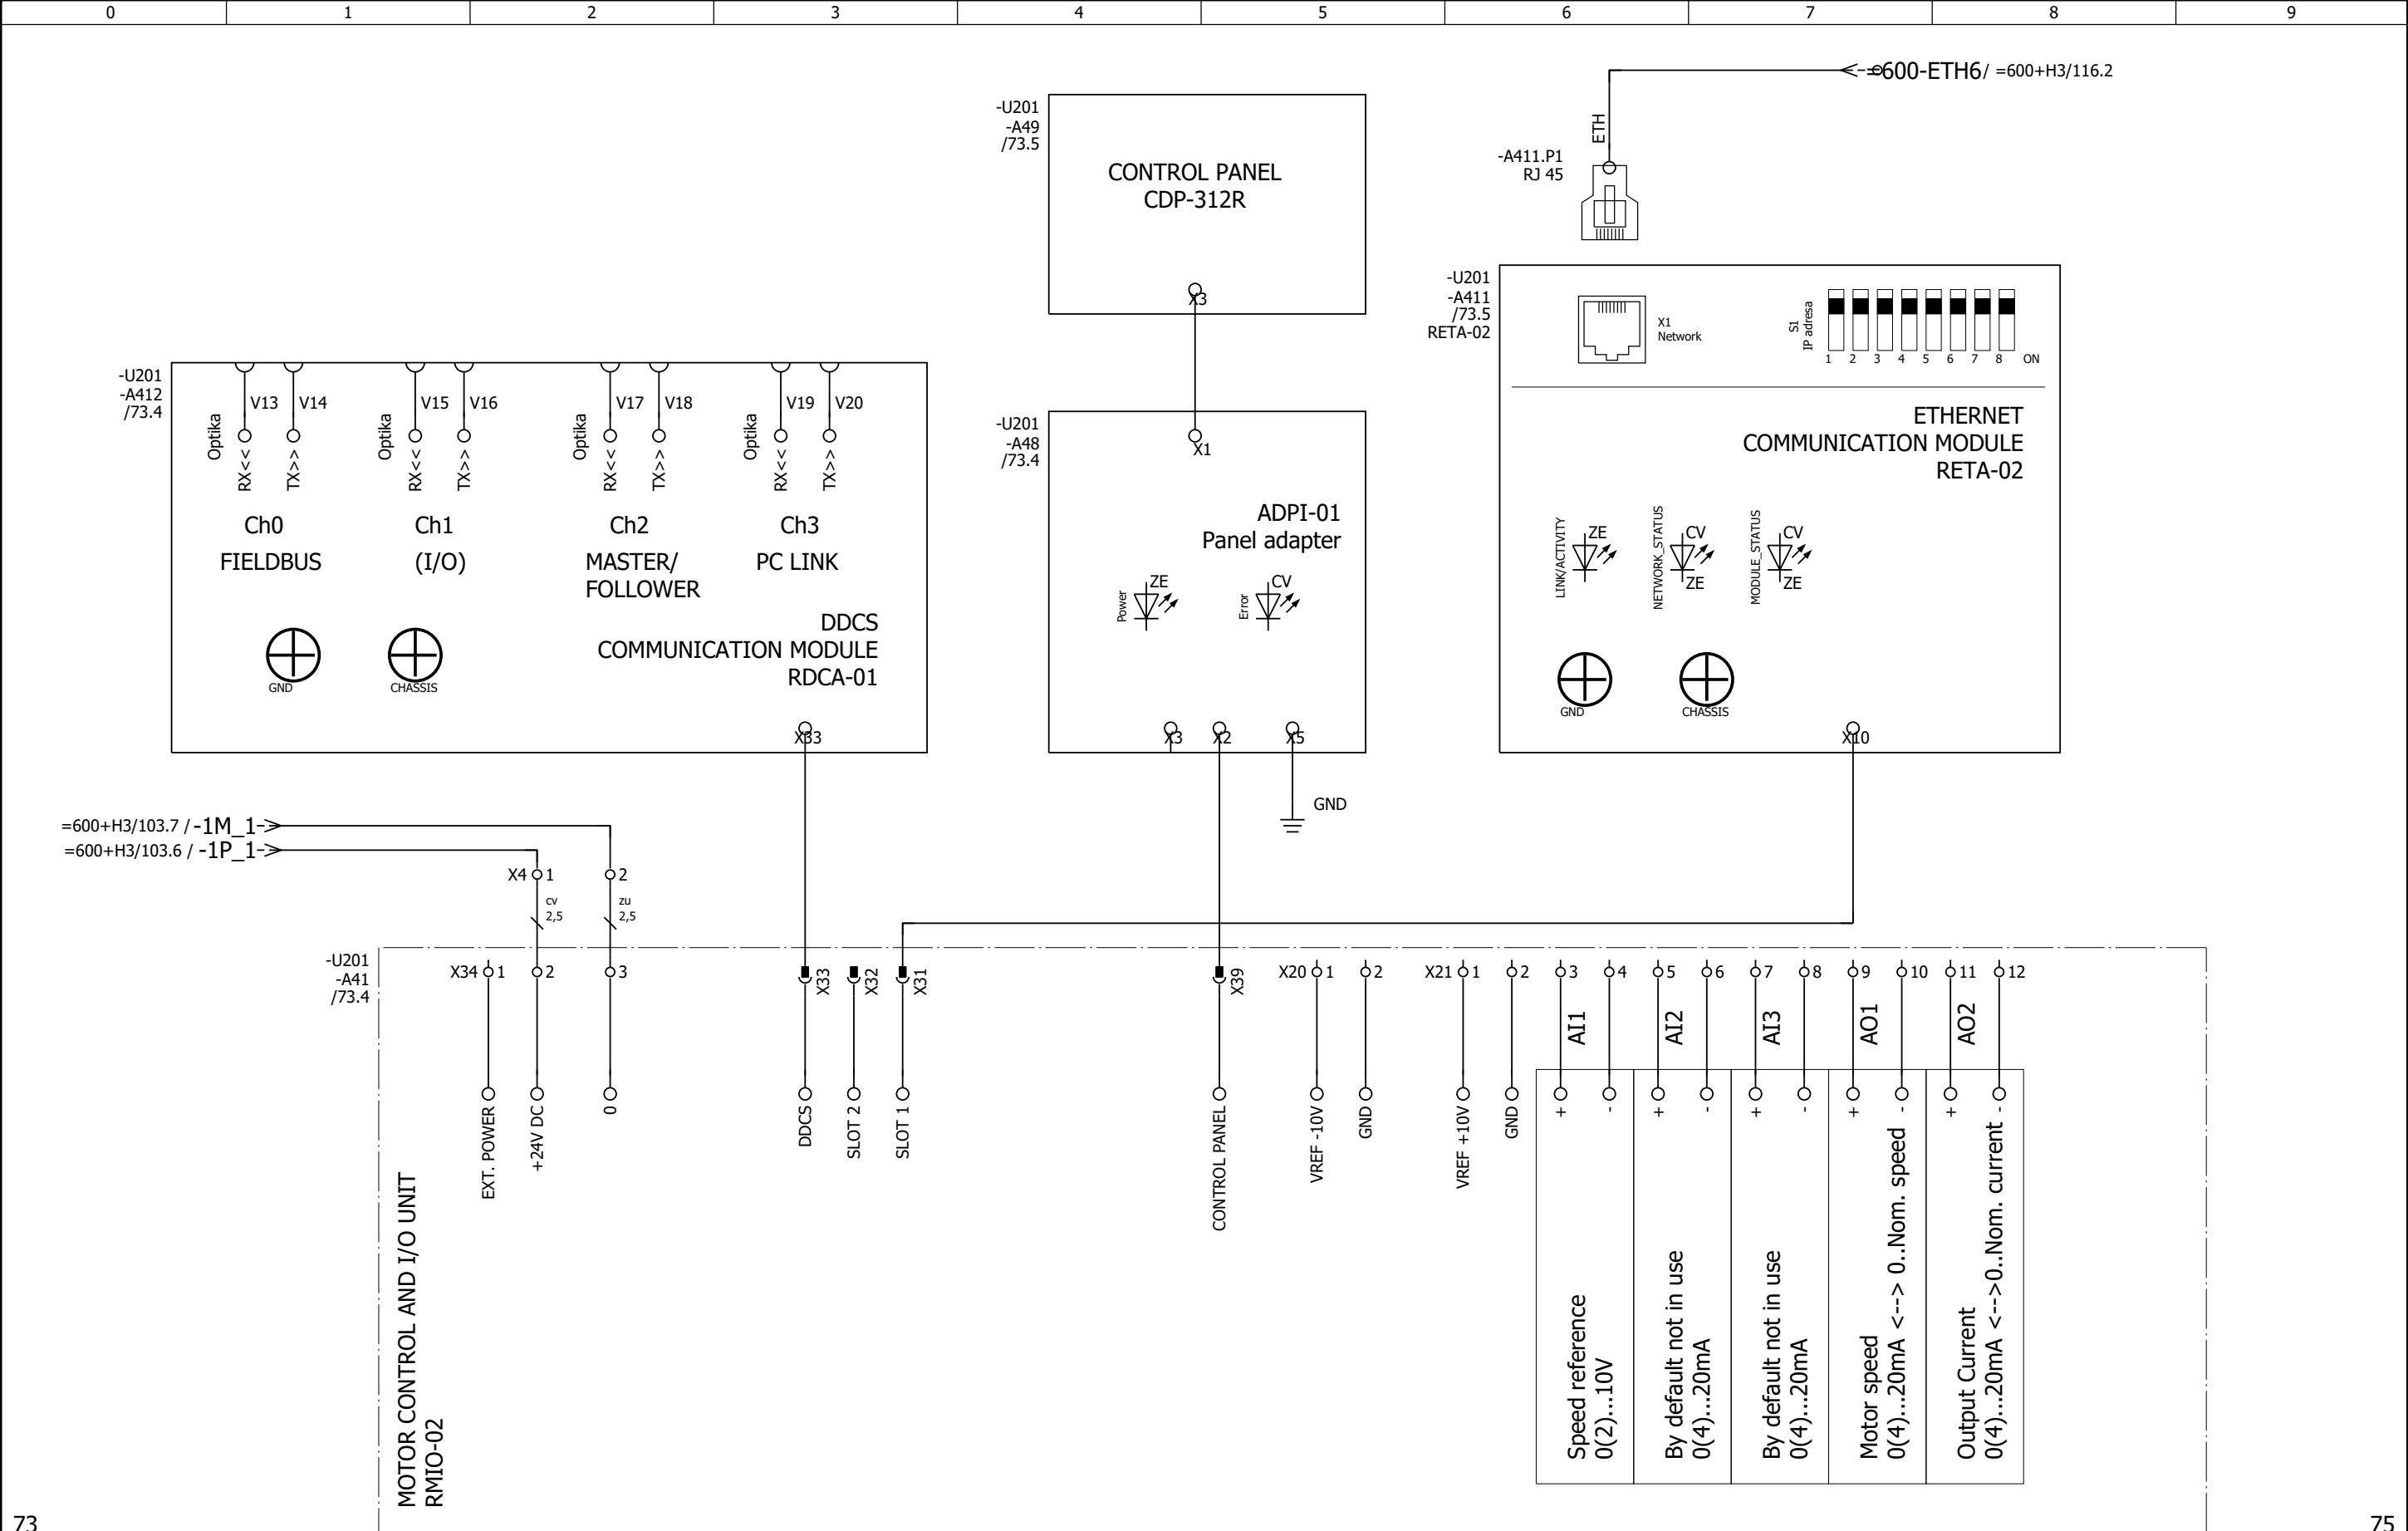 0 1 2 3 4 5 6 7 8 9
=600-ETH6/ =600+H3/116.2
ETH
-A411.P1
RJ 45
-U201
-A49
/73.5
CONTROL PANEL
CDP-312R
X3
-U201
-A411
/73.5
RETA-02
X1
Network
S1
IP adresa
1 2 3 4 5 6 7 8 ON
ETHERNET
COMMUNICATION MODULE
RETA-02
LINK/ACTIVITY
ZE
NETWORK_STATUS
CV
ZE
MODULE_STATUS
CV
ZE
GND
CHASSIS
X10
-U201
-A412
/73.4
Optika
V13 V14
RX<< TX>>
Optika
V15 V16
RX<< TX>>
Optika
V17 V18
RX<< TX>>
Optika
V19 V20
RX<< TX>>
Ch0
FIELDBUS
Ch1
(I/O)
Ch2
MASTER/
FOLLOWER
Ch3
PC LINK
DDCS
COMMUNICATION MODULE
RDCA-01
GND
CHASSIS
X33
-U201
-A48
/73.4
X1
ADPI-01
Panel adapter
Power
ZE
Error
CV
X3 X2 X5
GND
=600+H3/103.7 / -1M_1
=600+H3/103.6 / -1P_1
X4 1 2
cv
2,5
zu
2,5
-U201
-A41
/73.4
X34 1 2 3
X33 X32 X31 X39
X20 1 2
X21 1 2 3 4 5 6 7 8 9 10 11 12
AI1 AI2 AI3 AO1 AO2
EXT. POWER
+24V DC
0
DDCS
SLOT 2
SLOT 1
CONTROL PANEL
VREF -10V
GND
VREF +10V
GND
+ - + - + - + - + -
Speed reference
0(2)...10V
By default not in use
0(4)...20mA
By default not in use
0(4)...20mA
Motor speed
0(4)...20mA <--> 0..Nom. speed
Output Current
0(4)...20mA <-->0..Nom. current
MOTOR CONTROL AND I/O UNIT
RMIO-02
73
75